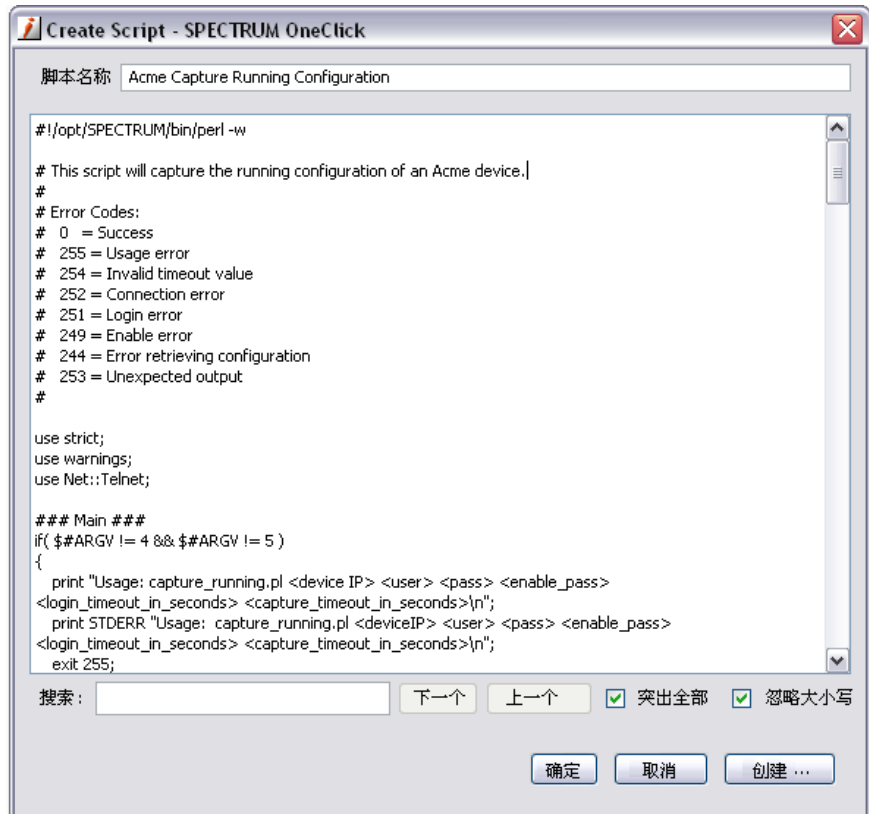 Create Script - SPECTRUM OneClick
脚本名称 Acme Capture Running Configuration
#!/opt/SPECTRUM/bin/perl -w
# This script will capture the running configuration of an Acme device.
#
# Error Codes:
#   0   = Success
#   255 = Usage error
#   254 = Invalid timeout value
#   252 = Connection error
#   251 = Login error
#   249 = Enable error
#   244 = Error retrieving configuration
#   253 = Unexpected output
#
use strict;
use warnings;
use Net::Telnet;
### Main ###
if( $#ARGV != 4 && $#ARGV != 5 )
{
print "Usage: capture_running.pl <device IP> <user> <pass> <enable_pass>
<login_timeout_in_seconds> <capture_timeout_in_seconds>\n";
print STDERR "Usage:  capture_running.pl <deviceIP> <user> <pass> <enable_pass>
<login_timeout_in_seconds> <capture_timeout_in_seconds>\n";
exit 255;
搜索： 下一个 上一个 突出全部 忽略大小写
确定 取消 创建 ...